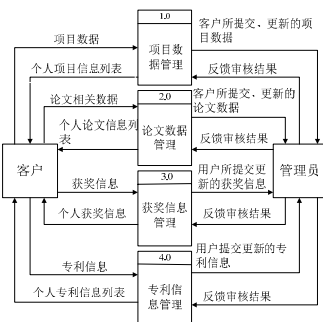 1.0
项目数据
项目数
据管理
客户所提交、更新的项
目数据
个人项目信息列表
反馈审核结果
2.0
论文相关数据
客户所提交、更新的
论文数据
个人论文信息列
表
论文数据
管理
反馈审核结果
客户
管理员
3.0
获奖信息
用户所提交更
新的获奖信息
获奖信息
管理
个人获奖信息
反馈审核结果
4.0
专利信息
用户提交更新的专
利信息
专利信
息管理
个人专利信息列表
反馈审核结果